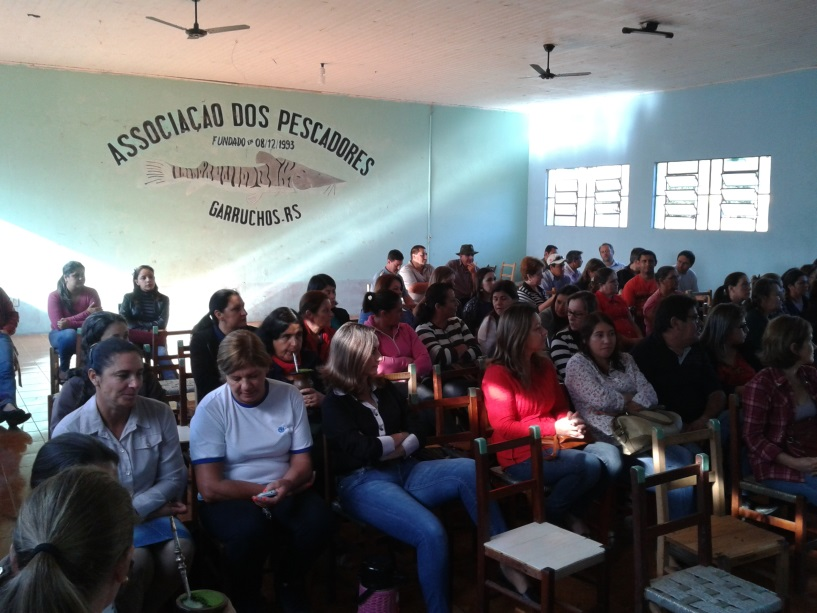 ASSOCIAÇÃO DOS PESCADORES
FUNDADO EM 08/12/1993
GARRUCHOS.RS